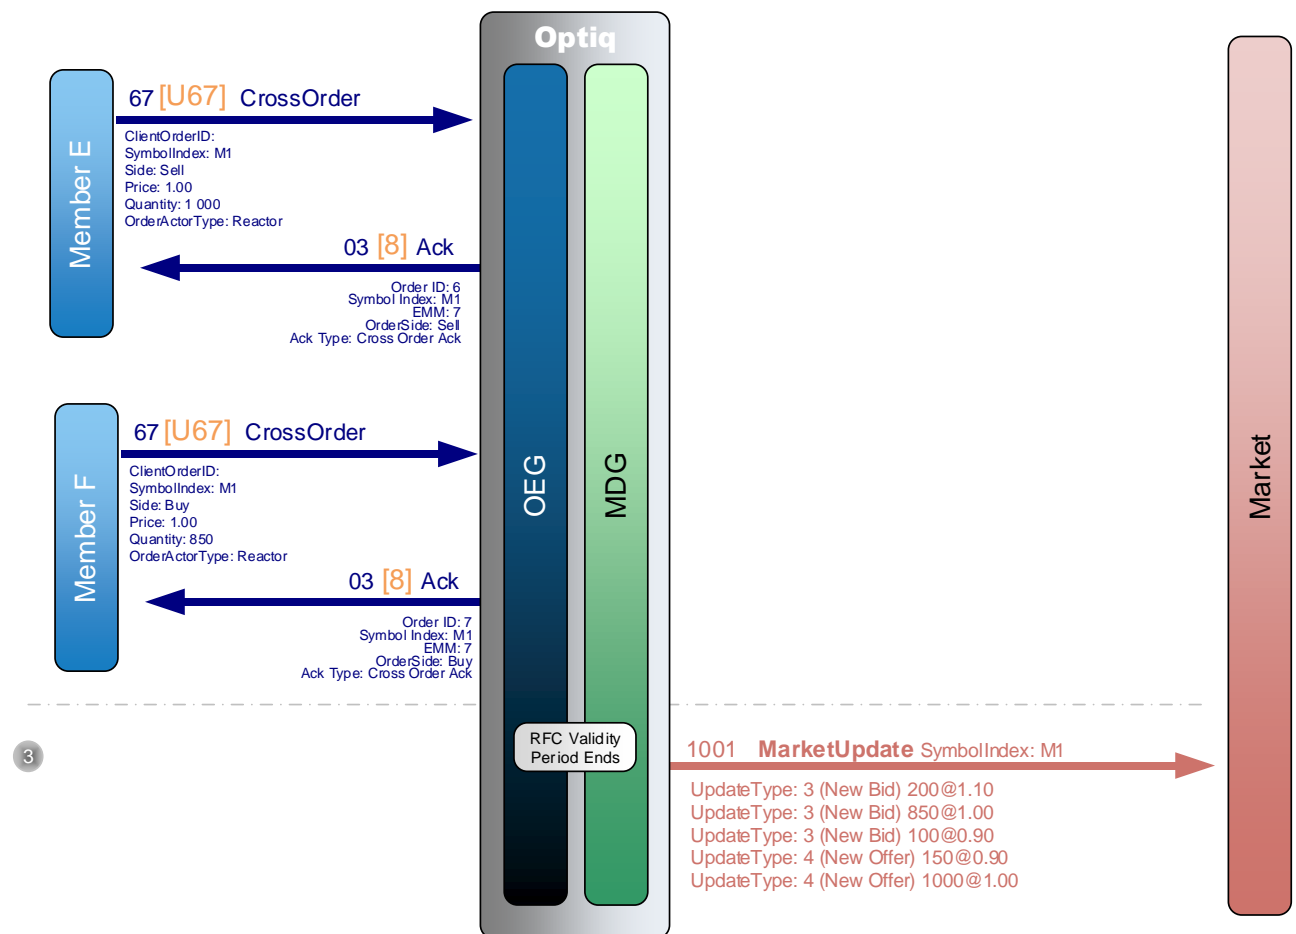 Optiq
67 [U67] CrossOrder
ClientOrderID:
SymbolIndex: M1
Side: Sell
Price: 1.00
Quantity: 1 000
OrderActorType: Reactor
Member E
03 [8] Ack
Order ID: 6
Symbol Index: M1
EMM: 7
OrderSide: Sell
Ack Type: Cross Order Ack
67 [U67] CrossOrder
ClientOrderID:
SymbolIndex: M1
Side: Buy
Price: 1.00
Quantity: 850
OrderActorType: Reactor
Member F
03 [8] Ack
Order ID: 7
Symbol Index: M1
EMM: 7
OrderSide: Buy
Ack Type: Cross Order Ack
OEG
MDG
Market
3
RFC Validity
Period Ends
1001 MarketUpdate SymbolIndex: M1
UpdateType: 3 (New Bid) 200@1.10
UpdateType: 3 (New Bid) 850@1.00
UpdateType: 3 (New Bid) 100@0.90
UpdateType: 4 (New Offer) 150@0.90
UpdateType: 4 (New Offer) 1000@1.00